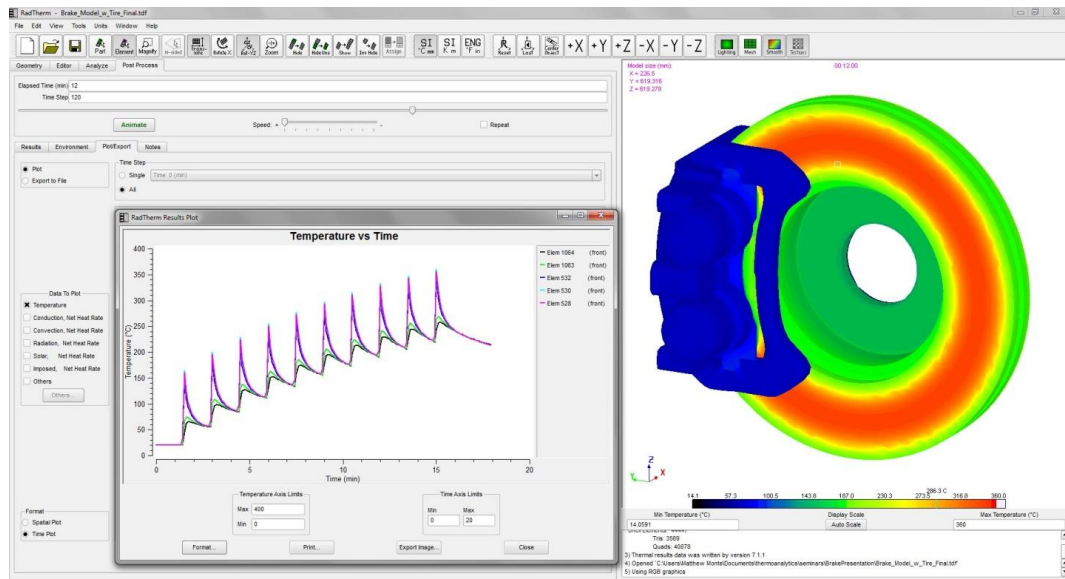 RadTherm - Brake_Model_w_Tire_Final.tdf
File Edit View Tools Units Window Help
Part Element Magnify Rotate X Zoom Hide Hide Uns Show Inv Hide Assign SI °C mm SI K, m ENG °F in Reset Last Center Object +X +Y +Z -X -Y -Z Lighting Mesh Smooth Texture
Geometry Editor Analyze Post Process
Elapsed Time (min) 12
Time Step 120
Animate Speed: + - Repeat
Results Environment Plot/Export Notes
Plot
Export to File
Time Step
Single Time 0 (min)
All
RadTherm Results Plot
Temperature vs Time
400
350
300
250
200
150
100
50
0
Temperature (°C)
0 5 10 15 20
Time (min)
Elem 1064 (front)
Elem 1063 (front)
Elem 532 (front)
Elem 530 (front)
Elem 528 (front)
Temperature Axis Limits
Max 400
Min 0
Time Axis Limits
Min Max
0 20
Format... Print... Export Image... Close
Data To Plot
Temperature
Conduction, Net Heat Rate
Convection, Net Heat Rate
Radiation, Net Heat Rate
Solar, Net Heat Rate
Imposed, Net Heat Rate
Others
Others...
Format
Spatial Plot
Time Plot
Model size (mm):
X = 226.5
Y = 619.316
Z = 619.278
00:12:00
Z
Y X
286.3 C
14.1 57.3 100.5 143.8 187.0 230.3 273.5 316.8 360.0
Min Temperature (°C) Display Scale Max Temperature (°C)
14.0591 Auto Scale 360
Tris: 3569
Quads: 40878
3) Thermal results data was written by version 7.1.1
4) Opened 'C:\Users\Matthew Monte\Documents\thermoanalytics\seminars\BrakePresentation\Brake_Model_w_Tire_Final.tdf
5) Using RGB graphics